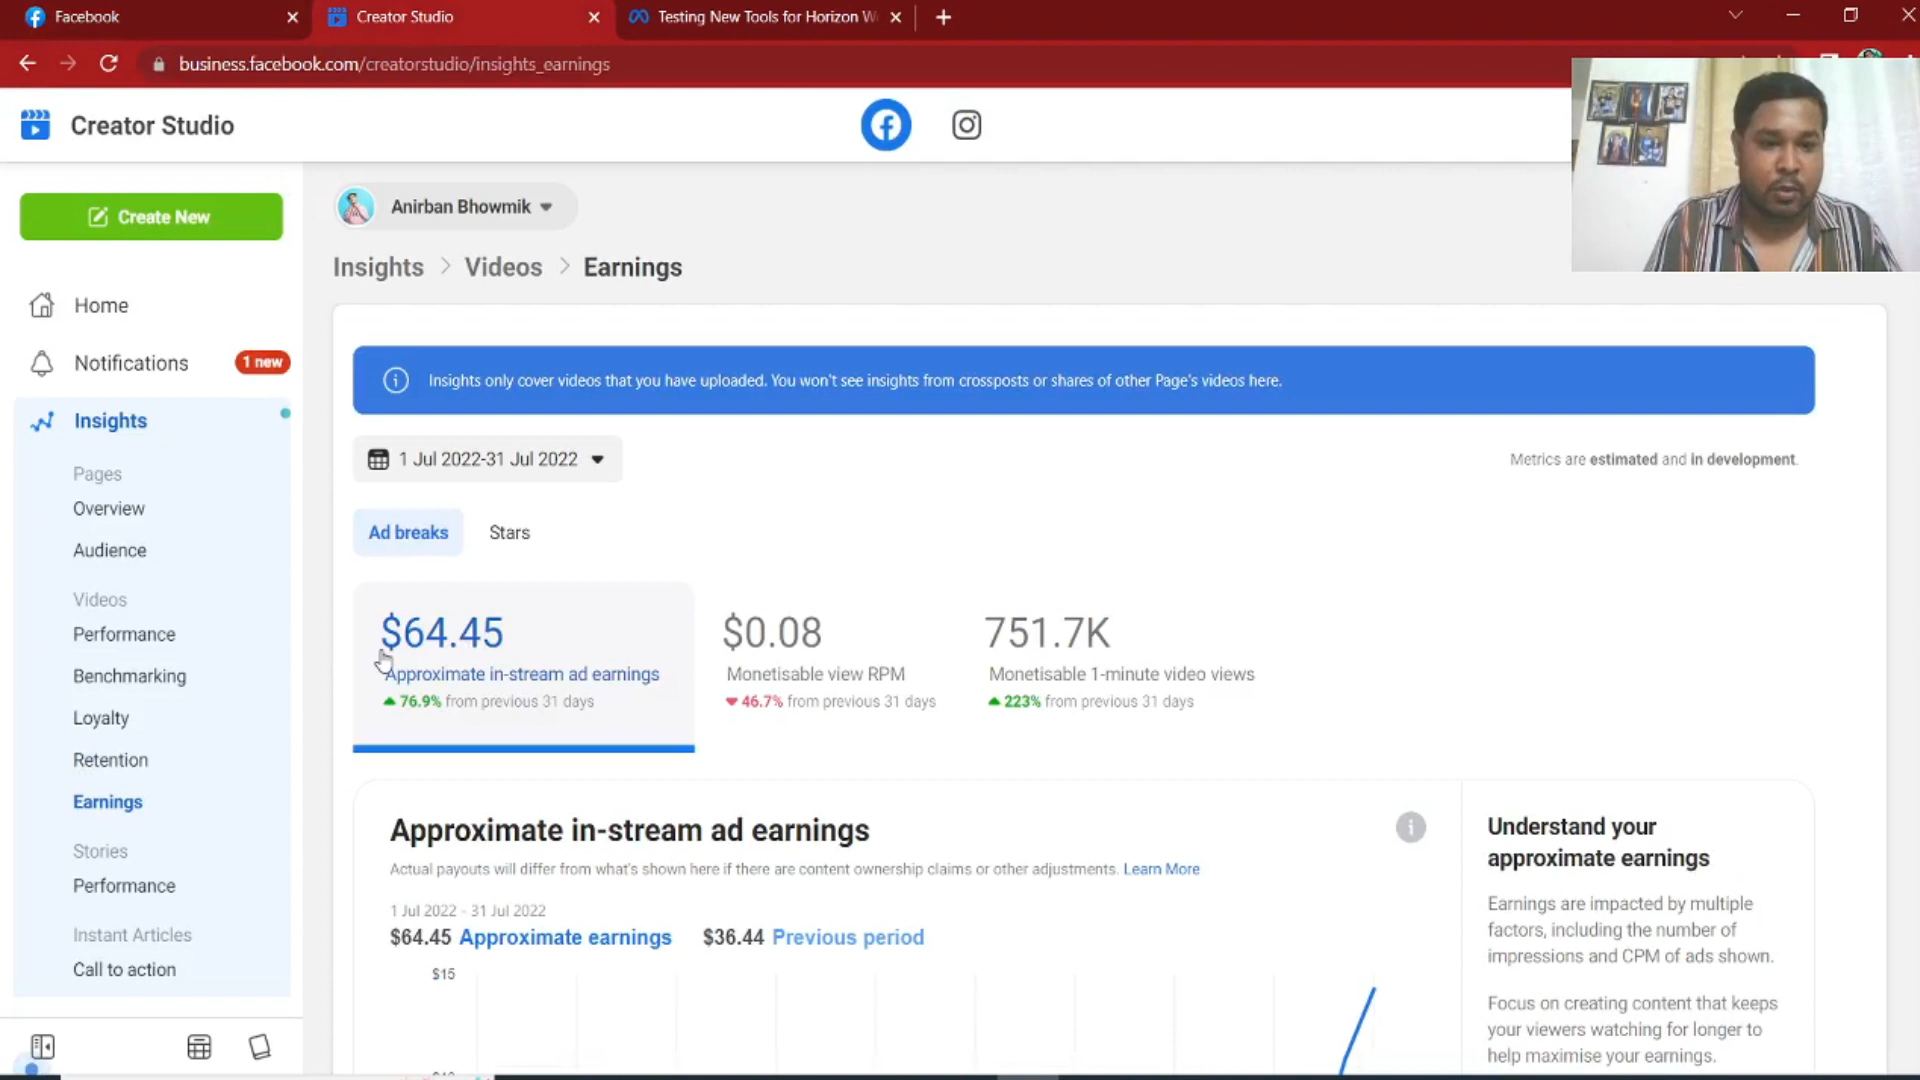 Facebook
Creator Studio
Testing New Tools for Horizon W
business.facebook.com/creatorstudio/insights_earnings
Creator Studio
Create New
Home
Notifications
1 new
Insights
Pages
Overview
Audience
Videos
Performance
Benchmarking
Loyalty
Retention
Earnings
Stories
Performance
Instant Articles
Call to action
Anirban Bhowmik
Insights > Videos > Earnings
Insights only cover videos that you have uploaded. You won't see insights from crossposts or shares of other Page's videos here.
1 Jul 2022-31 Jul 2022
Metrics are estimated and in development.
Ad breaks Stars
$64.45
Approximate in-stream ad earnings
76.9% from previous 31 days
$0.08
Monetisable view RPM
46.7% from previous 31 days
751.7K
Monetisable 1-minute video views
223% from previous 31 days
Approximate in-stream ad earnings
Actual payouts will differ from what's shown here if there are content ownership claims or other adjustments. Learn More
1 Jul 2022 - 31 Jul 2022
$64.45 Approximate earnings $36.44 Previous period
$15
Understand your
approximate earnings
Earnings are impacted by multiple
factors, including the number of
impressions and CPM of ads shown.
Focus on creating content that keeps
your viewers watching for longer to
help maximise your earnings.